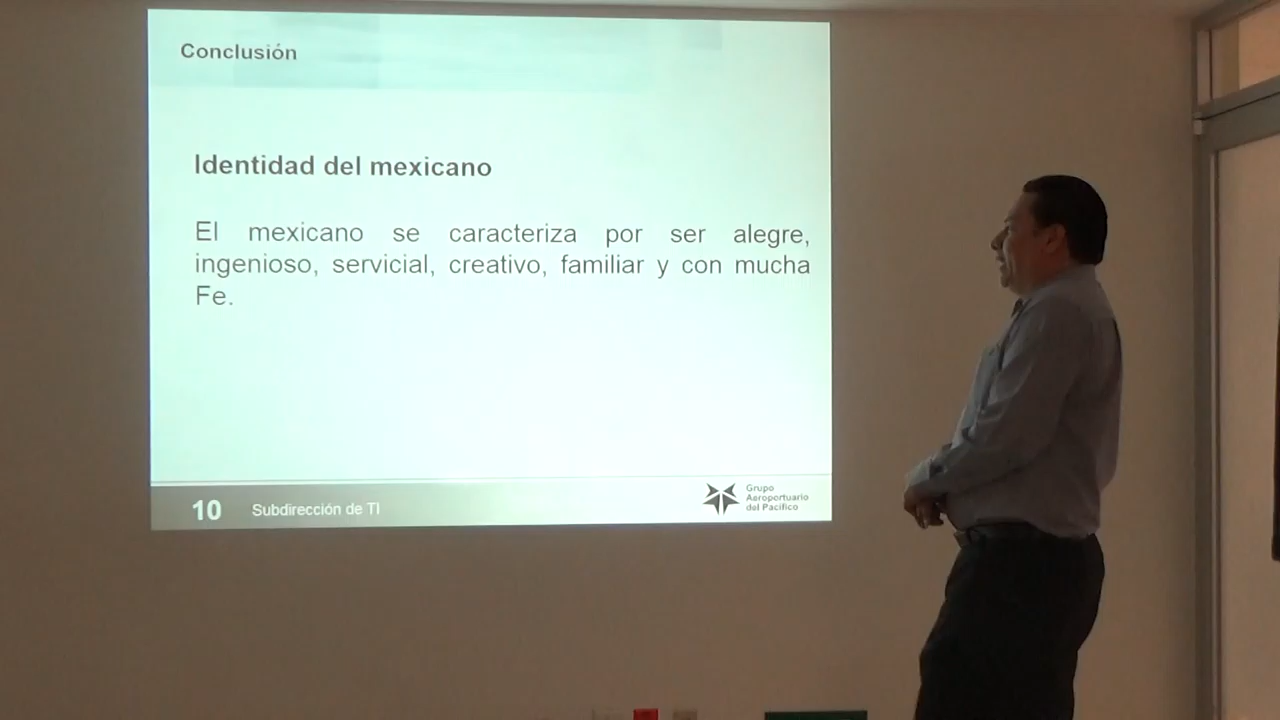 Conclusión
Identidad del mexicano
El mexicano se caracteriza por ser alegre,
ingenioso, servicial, creativo, familiar y con mucha
Fe.
10
Subdirección de TI
Grupo
Aeroportuario
del Pacífico